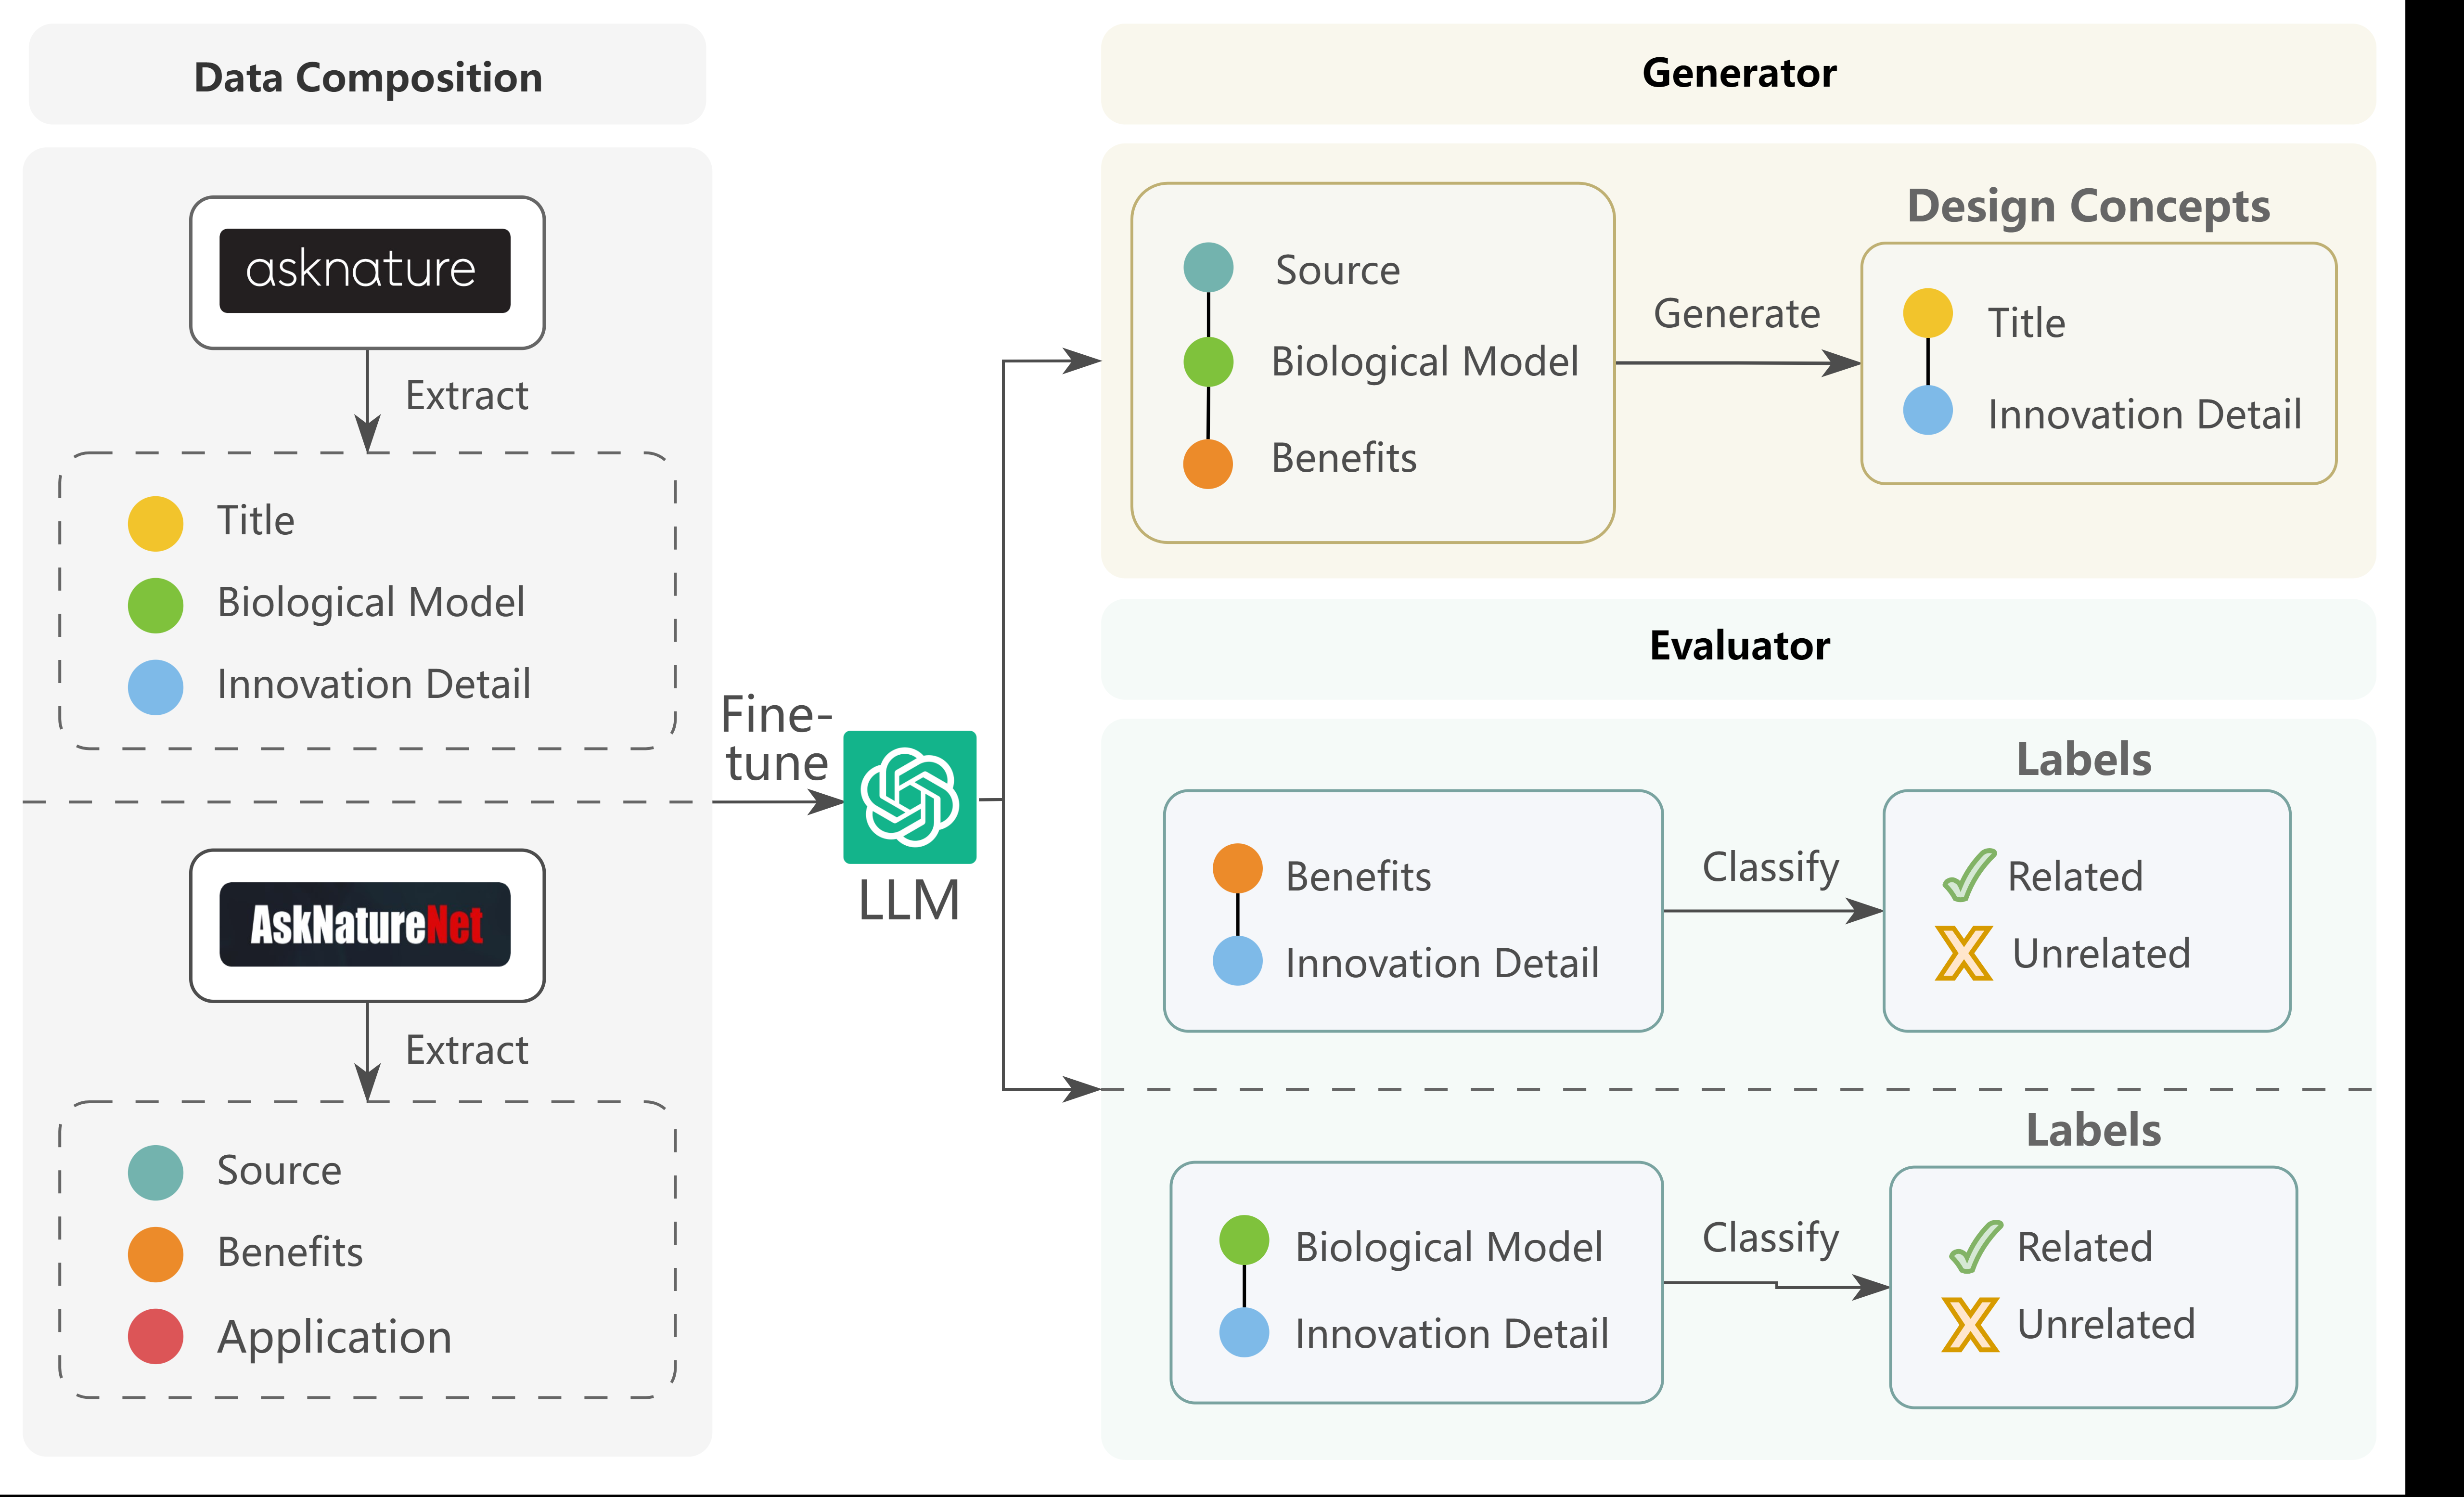 Data Composition
asknature
Extract
Title
Biological Model
Innovation Detail
AskNatureNet
Extract
Source
Benefits
Application
Fine-
tune
LLM
Generator
Source
Biological Model
Benefits
Generate
Design Concepts
Title
Innovation Detail
Evaluator
Benefits
Innovation Detail
Classify
Labels
Related
Unrelated
Biological Model
Innovation Detail
Classify
Labels
Related
Unrelated